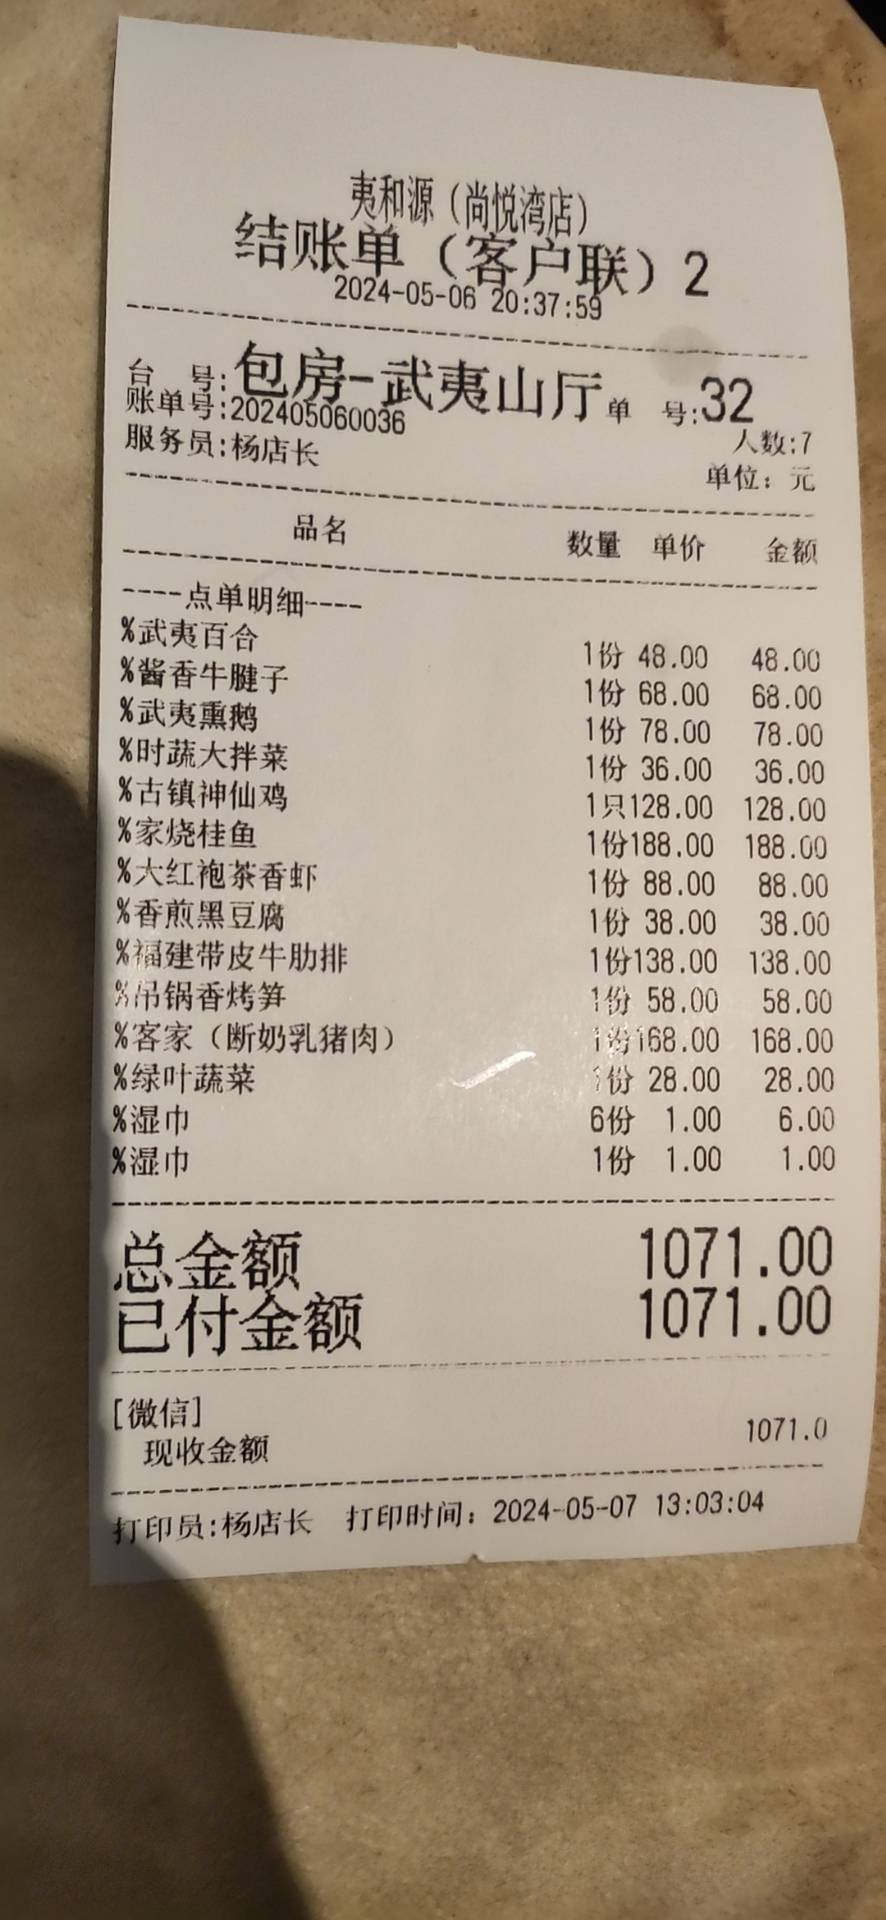 夷和源（尚悦湾店）
结账单（客户联）2
2024-05-06 20:37:59
台 号:包房-武夷山厅 单 号:32
账单号:202405060036
人数:7
服务员:杨店长
单位：元
品名 数量 单价 金额
----点单明细----
%武夷百合 1份 48.00 48.00
%酱香牛腱子 1份 68.00 68.00
%武夷熏鹅 1份 78.00 78.00
%时蔬大拌菜 1份 36.00 36.00
%古镇神仙鸡 1只128.00 128.00
%家烧桂鱼 1份188.00 188.00
%大红袍茶香虾 1份 88.00 88.00
%香煎黑豆腐 1份 38.00 38.00
%福建带皮牛肋排 1份138.00 138.00
%吊锅香烤笋 1份 58.00 58.00
%客家（断奶乳猪肉） 1份168.00 168.00
%绿叶蔬菜 1份 28.00 28.00
%湿巾 6份 1.00 6.00
%湿巾 1份 1.00 1.00
总金额 1071.00
已付金额 1071.00
[微信]
现收金额 1071.0
打印员:杨店长 打印时间：2024-05-07 13:03:04